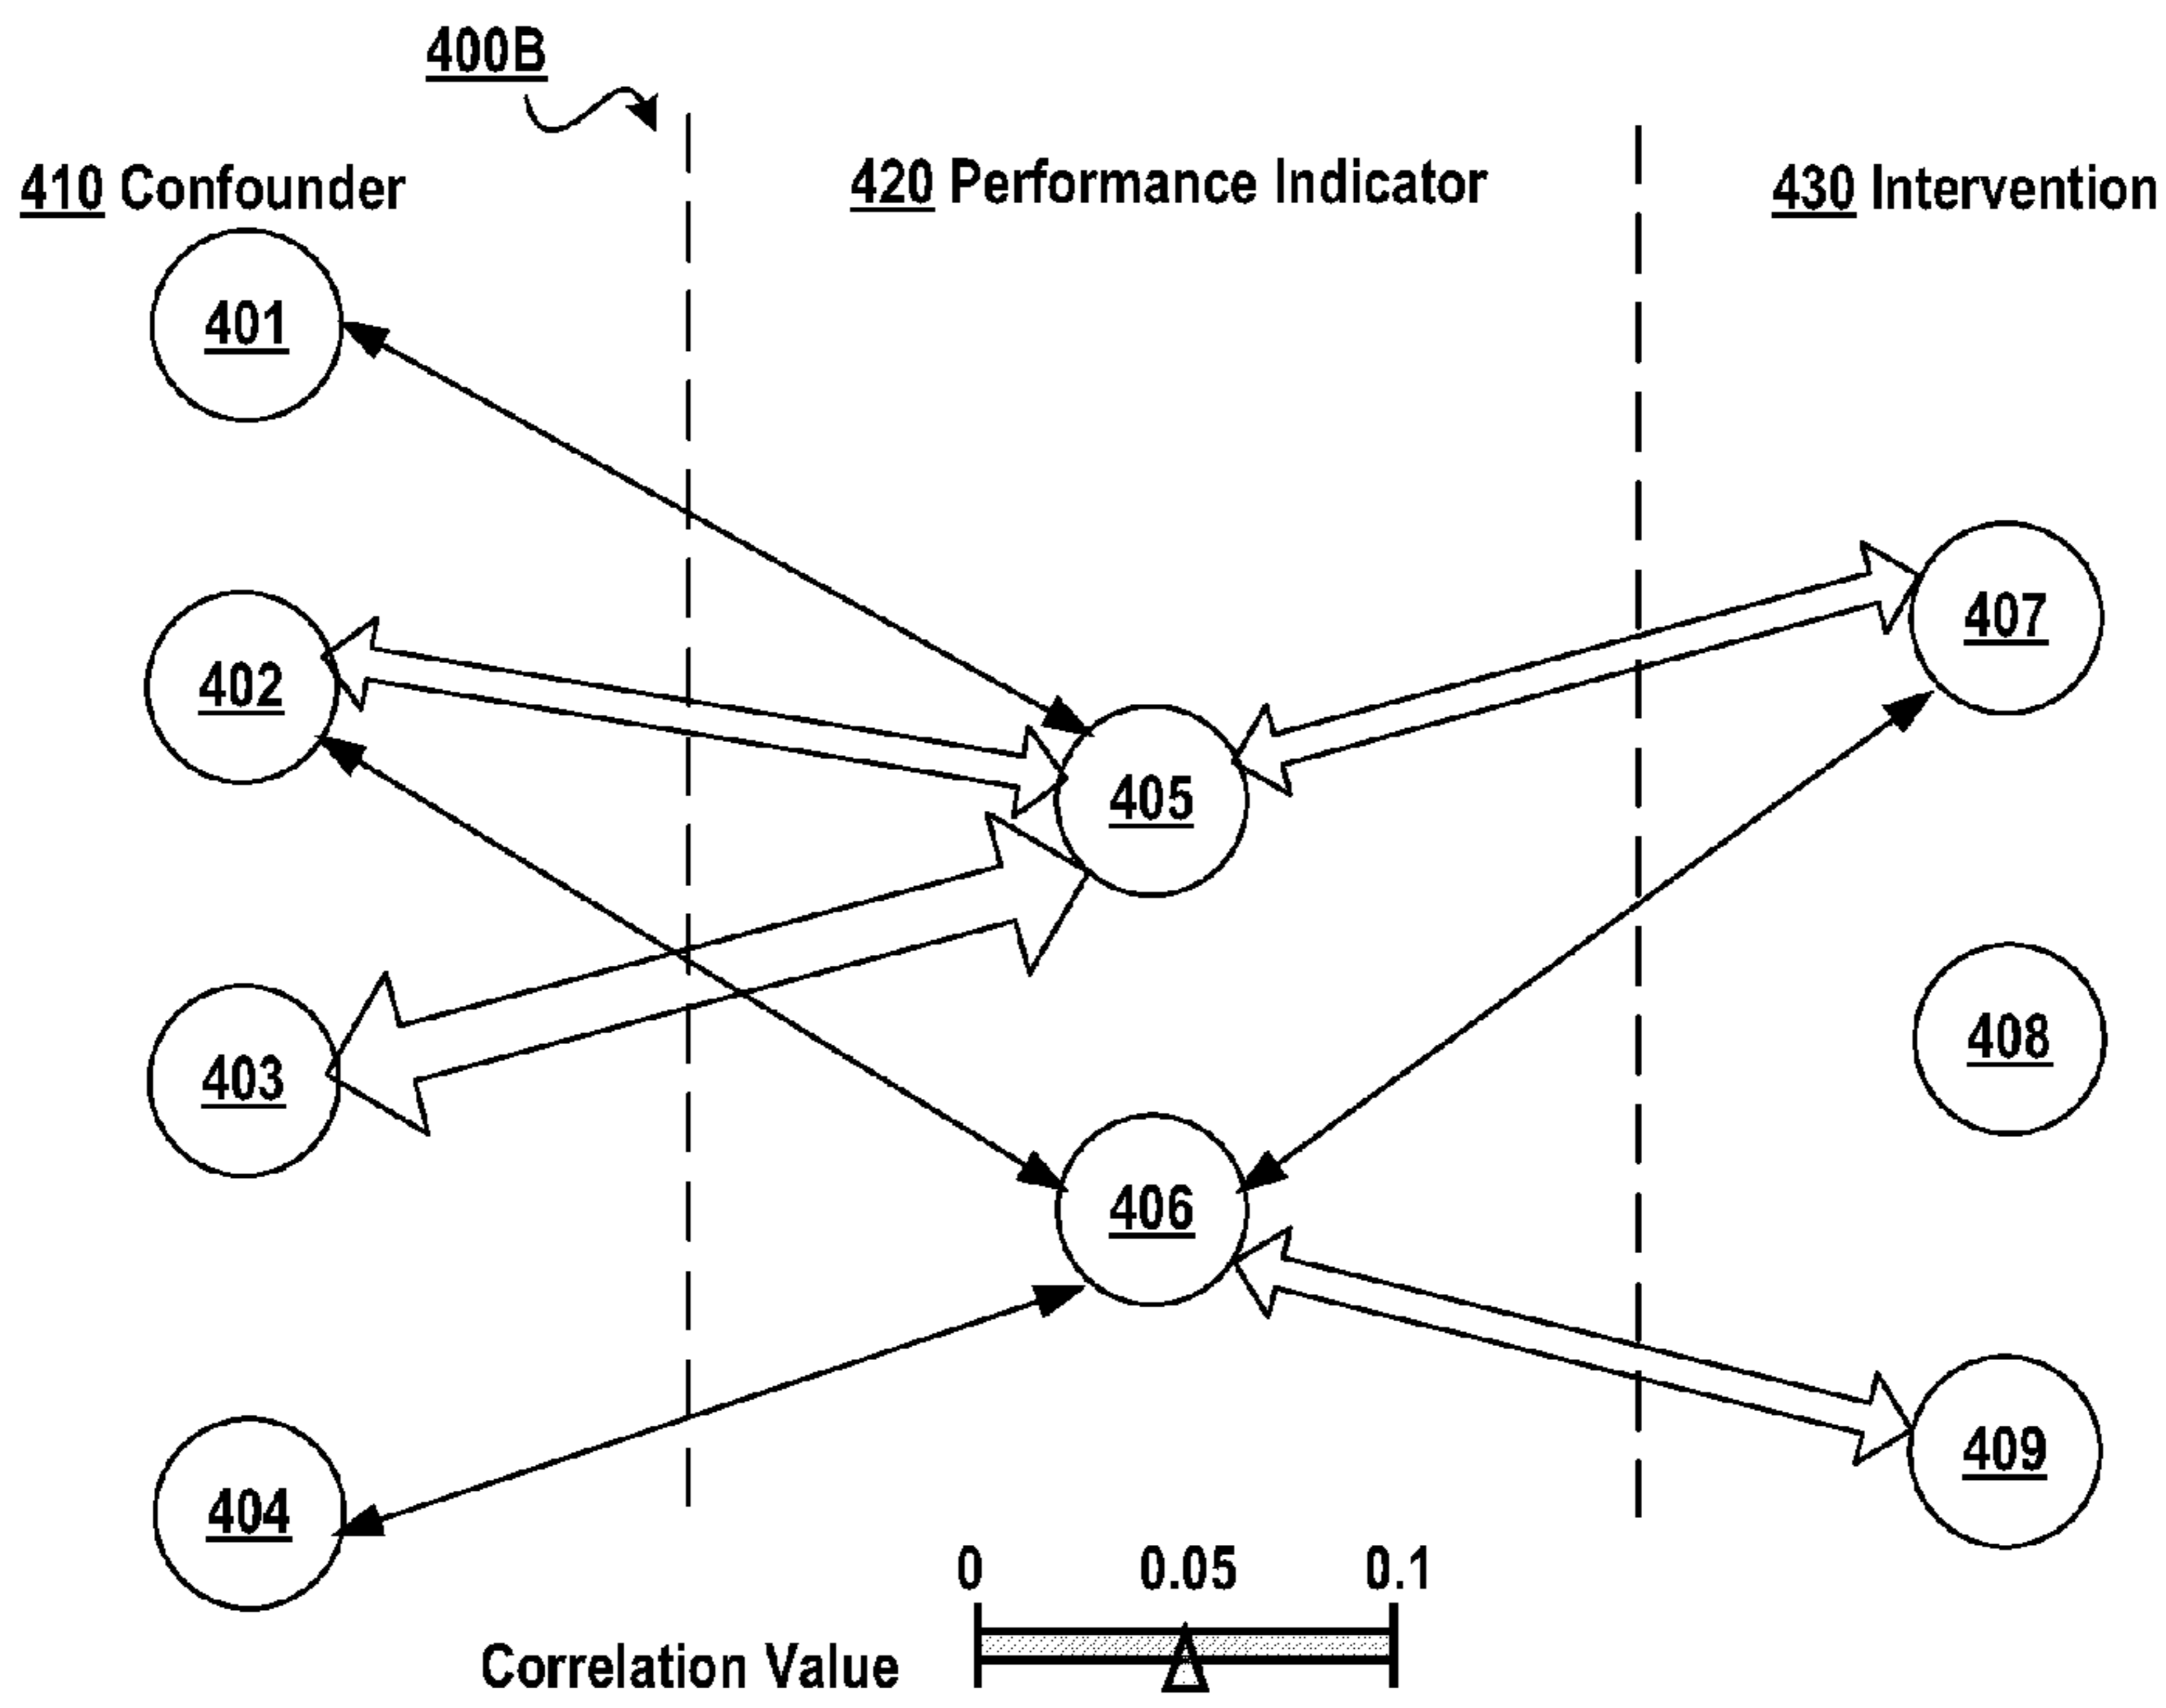 400B
410 Confounder
420 Performance Indicator
430 Intervention
401
402
403
404
405
406
407
408
409
0 0.05 0.1
Correlation Value